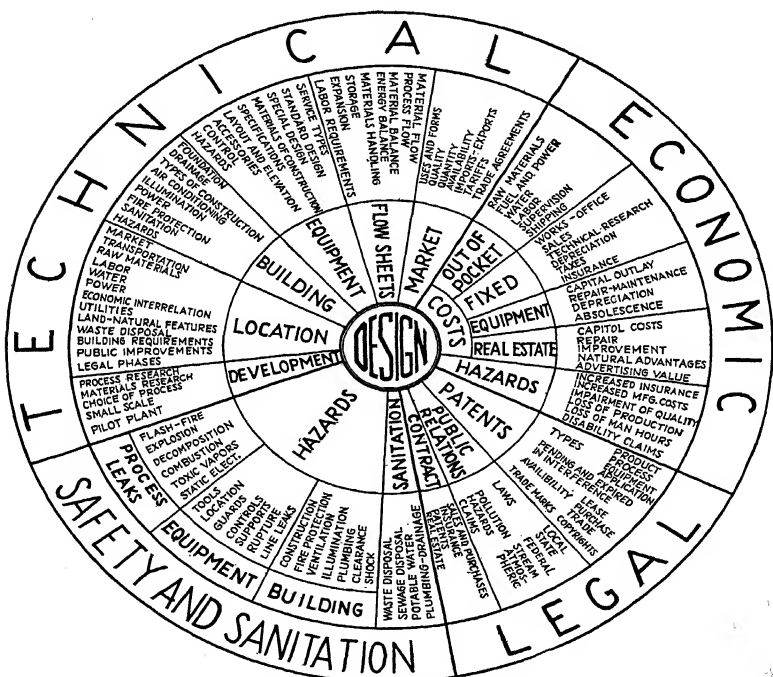 TECHNICAL
DEVELOPMENT
PROCESS RESEARCH
MATERIALS RESEARCH
CHOICE OF PROCESS
SMALL SCALE
PILOT PLANT
LOCATION
MARKET
TRANSPORTATION
RAW MATERIALS
LABOR
WATER
POWER
ECONOMIC INTERRELATION
UTILITIES
LAND-NATURAL FEATURES
WASTE DISPOSAL
BUILDING REQUIREMENTS
PUBLIC IMPROVEMENTS
LEGAL PHASES
BUILDING
FOUNDATION
DRAINAGE
TYPES OF CONSTRUCTION
AIR CONDITIONING
ILLUMINATION
POWER
FIRE PROTECTION
SANITATION
HAZARDS
EQUIPMENT
SERVICE TYPES
STANDARD DESIGN
SPECIAL DESIGN
MATERIALS OF CONSTRUCTION
SPECIFICATIONS
LAYOUT AND ELEVATION
ACCESSORIES
CONTROL
HAZARDS
FLOW SHEETS
MATERIAL FLOW
PROCESS FLOW
MATERIAL BALANCE
ENERGY BALANCE
MATERIALS HANDLING
STORAGE
EXPANSION
LABOR REQUIREMENTS
MARKET
USES AND FORMS
QUALITY
QUANTITY
AVAILABILITY
IMPORTS-EXPORTS
TARIFFS
TRADE AGREEMENTS
ECONOMIC
COSTS
OUT OF POCKET
RAW MATERIALS
FUEL AND POWER
WATER
LABOR
SUPERVISION
SHIPPING
FIXED
WORKS-OFFICE
SALES
TECHNICAL-RESEARCH
DEPRECIATION
TAXES
INSURANCE
EQUIPMENT
CAPITAL OUTLAY
REPAIR-MAINTENANCE
DEPRECIATION
ABSOLESCENCE
REAL ESTATE
CAPITOL COSTS
REPAIR
IMPROVEMENT
NATURAL ADVANTAGES
ADVERTISING VALUE
HAZARDS
INCREASED INSURANCE
INCREASED MFG. COSTS
IMPAIRMENT OF QUALITY
LOSS OF PRODUCTION
LOSS OF MAN HOURS
DISABILITY CLAIMS
LEGAL
PATENTS
TYPES
PRODUCT
PROCESS
EQUIPMENT
APPLICATION
PENDING AND EXPIRED
IN INTERFERENCE
AVAILIBILITY
LEASE
PURCHASE
TRADE
TRADE MARKS COPYRIGHTS
PUBLIC RELATIONS
LAWS
LOCAL
STATE
FEDERAL
POLLUTION
STREAM
ATMOS-
PHERIC
HAZARDS
CLAIMS
CONTRACT
SALES AND PURCHASES
INSURANCE
PATENTS
REAL ESTATE
SAFETY AND SANITATION
SANITATION
WASTE DISPOSAL
SEWAGE DISPOSAL
POTABLE WATER
PLUMBING-DRAINAGE
HAZARDS
PROCESS LEAKS
FLASH-FIRE
EXPLOSION
DECOMPOSITION
COMBUSTION
TOXIC VAPORS
STATIC ELECT.
EQUIPMENT
TOOLS
LOCATION
GUARDS
CONTROLS
SUPPORTS
RUPTURE
LINE LEAKS
BUILDING
CONSTRUCTION
FIRE PROTECTION
VENTILATION
ILLUMINATION
PLUMBING
CLEARANCE
SHOCK
DESIGN